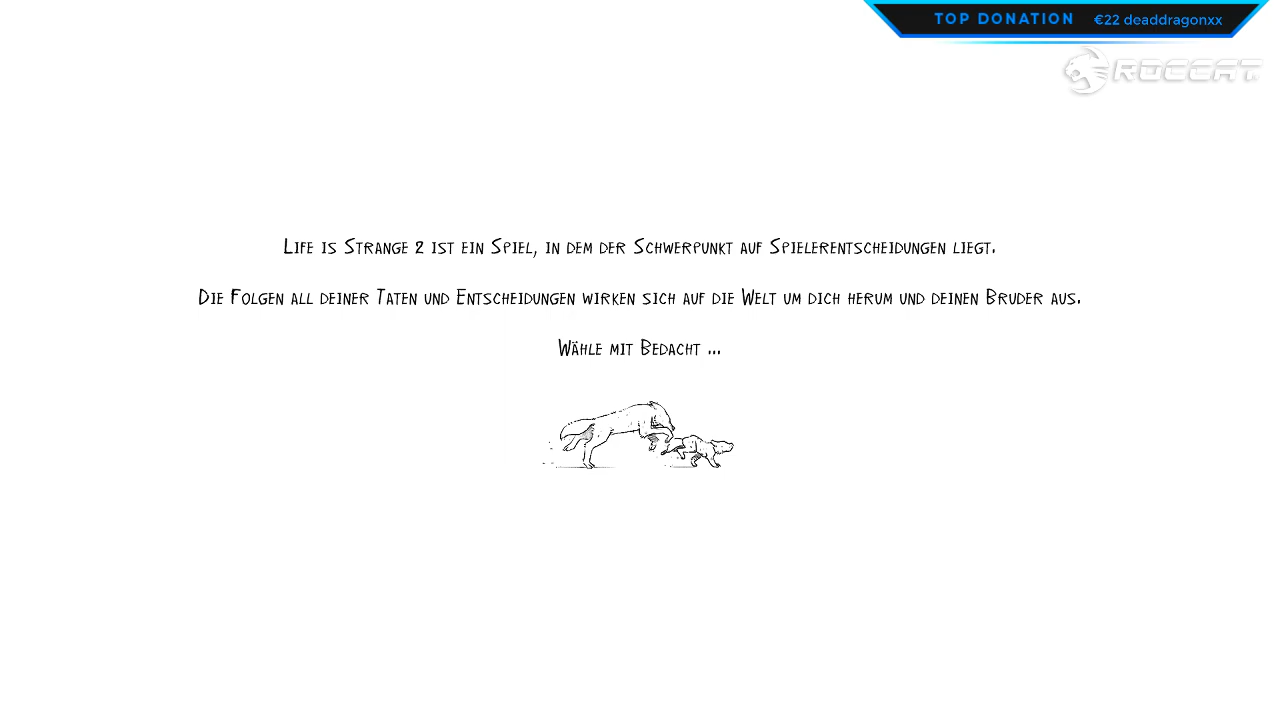 TOP DONATION €22 deaddragonxx
ROCCAT
Life is Strange 2 ist ein Spiel, in dem der Schwerpunkt auf Spielerentscheidungen liegt.
Die Folgen all deiner Taten und Entscheidungen wirken sich auf die Welt um dich herum und deinen Bruder aus.
Wähle mit Bedacht ...